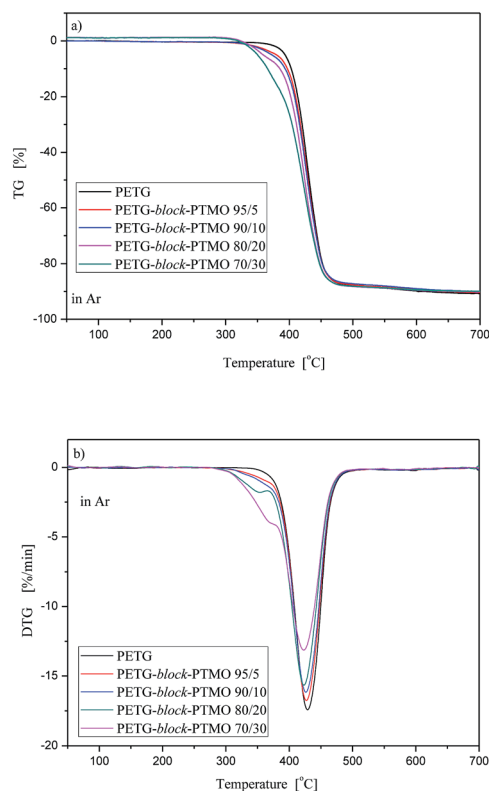 a)
0
-20
-40
-60
-80
-100
TG [%]
PETG
PETG-block-PTMO 95/5
PETG-block-PTMO 90/10
PETG-block-PTMO 80/20
PETG-block-PTMO 70/30
in Ar
100 200 300 400 500 600 700
Temperature [°C]
b)
0
-5
-10
-15
-20
DTG [%/min]
in Ar
PETG
PETG-block-PTMO 95/5
PETG-block-PTMO 90/10
PETG-block-PTMO 80/20
PETG-block-PTMO 70/30
100 200 300 400 500 600 700
Temperature [°C]